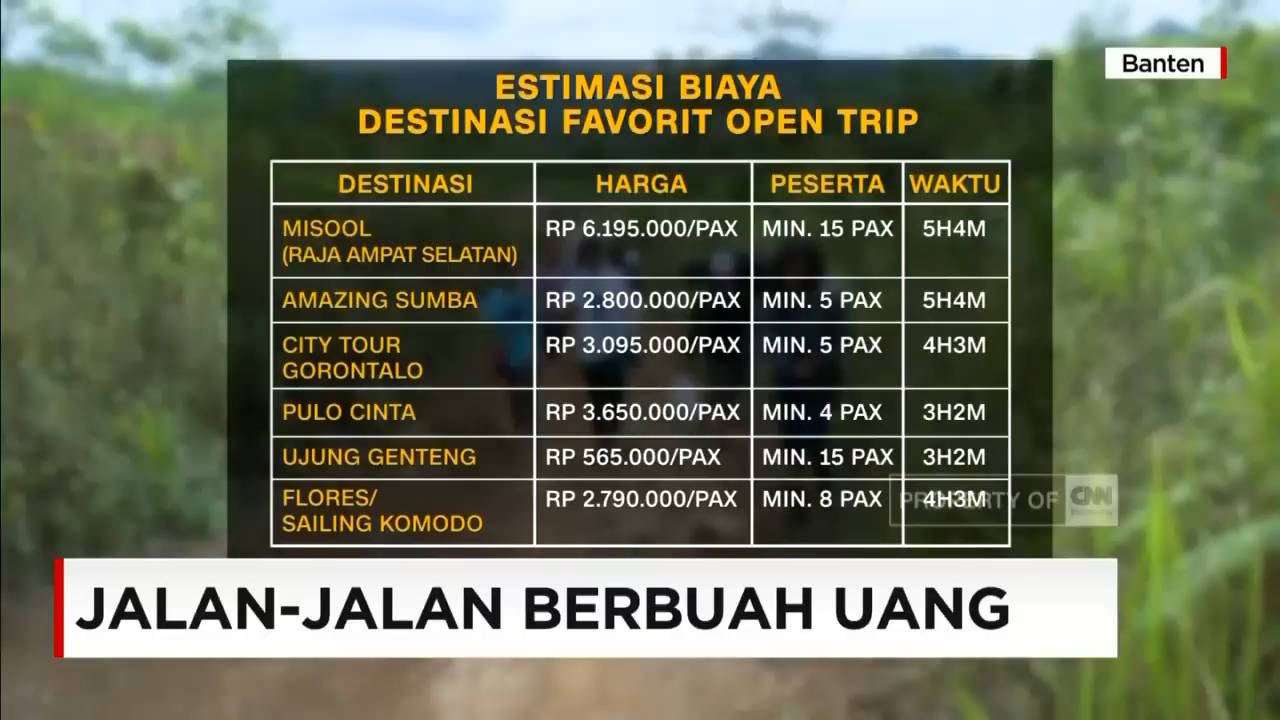 Banten
ESTIMASI BIAYA
DESTINASI FAVORIT OPEN TRIP
DESTINASI HARGA PESERTA WAKTU
MISOOL RP 6.195.000/PAX MIN. 15 PAX 5H4M
(RAJA AMPAT SELATAN)
AMAZING SUMBA RP 2.800.000/PAX MIN. 5 PAX 5H4M
CITY TOUR RP 3.095.000/PAX MIN. 5 PAX 4H3M
GORONTALO
PULO CINTA RP 3.650.000/PAX MIN. 4 PAX 3H2M
UJUNG GENTENG RP 565.000/PAX MIN. 15 PAX 3H2M
FLORES/ RP 2.790.000/PAX MIN. 8 PAX 4H3M
SAILING KOMODO
PROPERTY OF CNN
JALAN-JALAN BERBUAH UANG